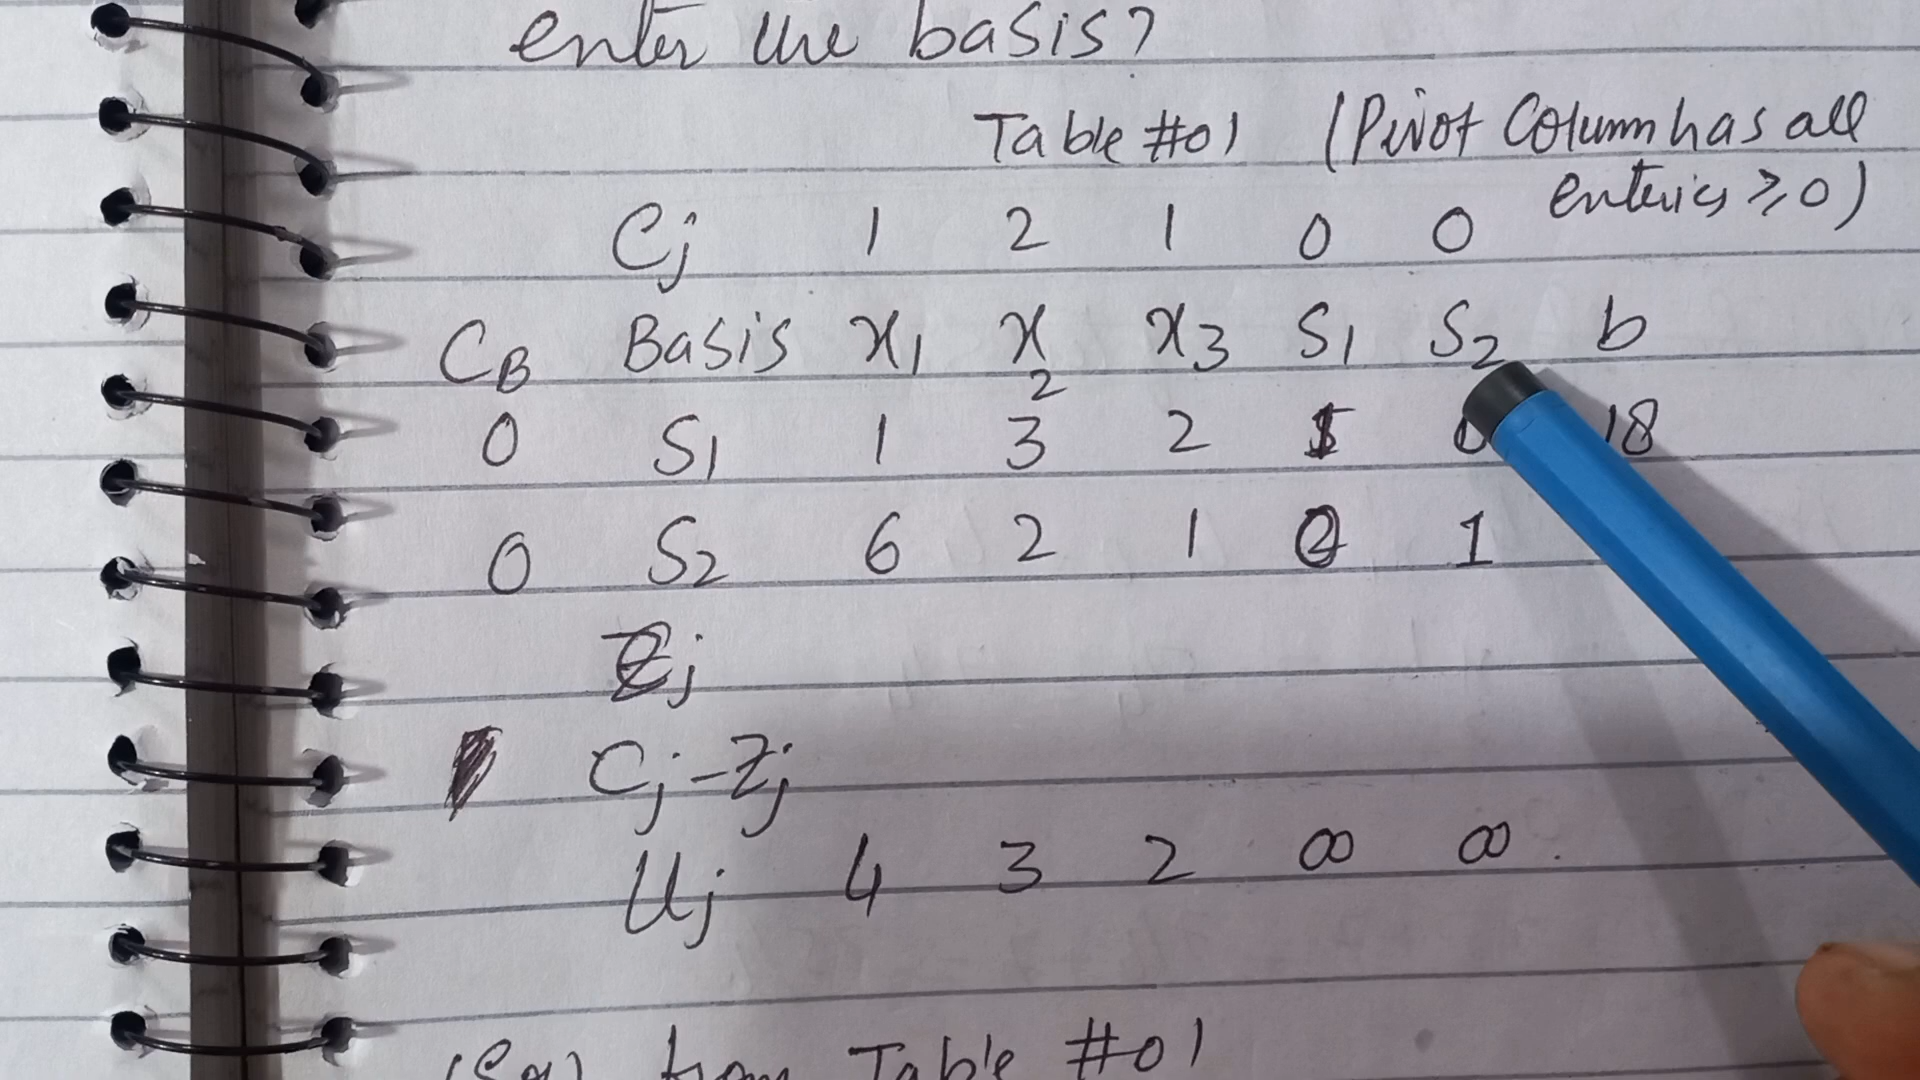 enter the basis?
Table #01 (Pivot Column has all
enteries ≥ 0)
Cj 1 2 1 0 0
CB Basis x1 x2 x3 S1 S2 b
0 S1 1 3 2 1 0 18
0 S2 6 2 1 0 1
Zj
Cj-Zj
Uj 4 3 2 ∞ ∞ .
from Table #01